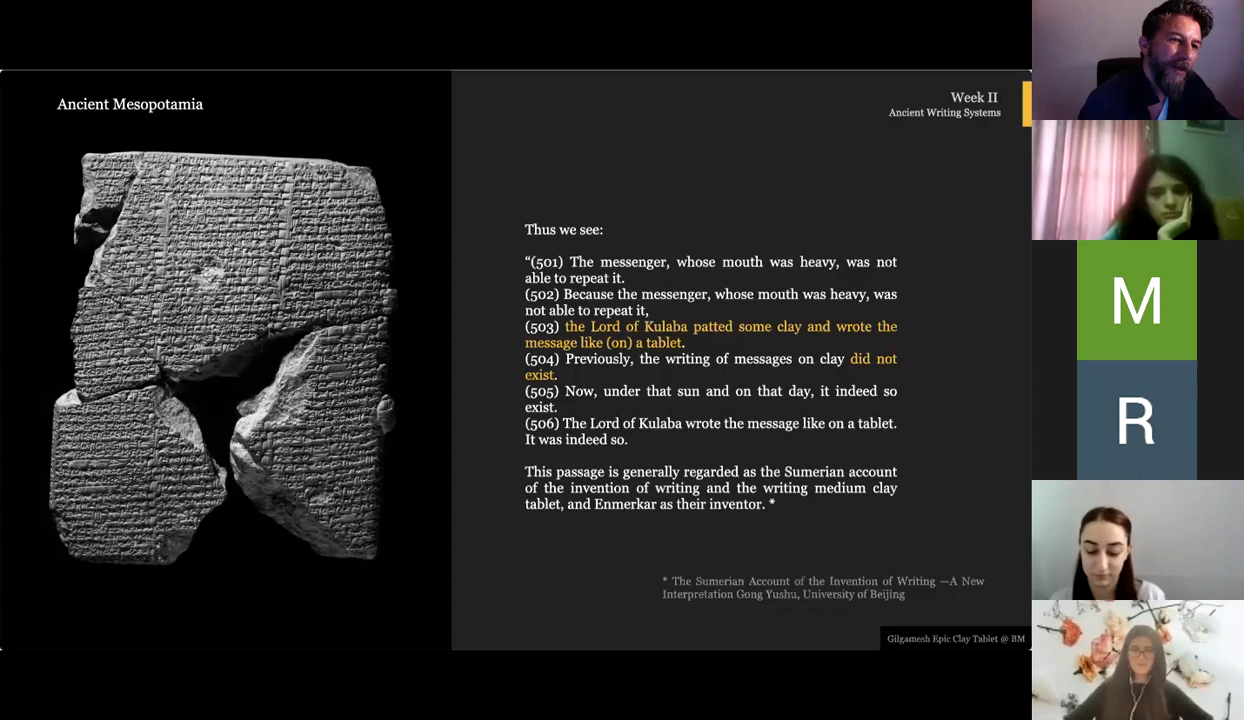 Ancient Mesopotamia
Week II
Ancient Writing Systems
Thus we see:
“(501) The messenger, whose mouth was heavy, was not
able to repeat it.
(502) Because the messenger, whose mouth was heavy, was
not able to repeat it,
(503) the Lord of Kulaba patted some clay and wrote the
message like (on) a tablet.
(504) Previously, the writing of messages on clay did not
exist.
(505) Now, under that sun and on that day, it indeed so
exist.
(506) The Lord of Kulaba wrote the message like on a tablet.
It was indeed so.
This passage is generally regarded as the Sumerian account
of the invention of writing and the writing medium clay
tablet, and Enmerkar as their inventor. *
* The Sumerian Account of the Invention of Writing —A New
Interpretation Gong Yushu, University of Beijing
Gilgamesh Epic Clay Tablet @ BM
M
R